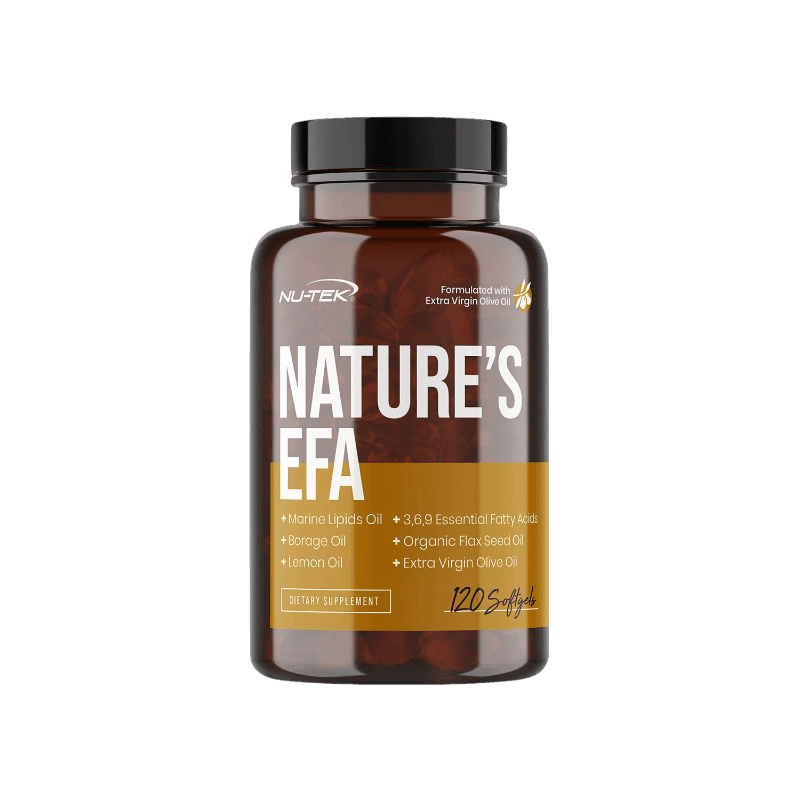 NU-TEK®
Formulated with
Extra Virgin Olive Oil
NATURE'S
EFA
+ Marine Lipids Oil
+ Borage Oil
+ Lemon Oil
+ 3,6,9 Essential Fatty Acids
+ Organic Flax Seed Oil
+ Extra Virgin Olive Oil
DIETARY SUPPLEMENT
120 Softgels